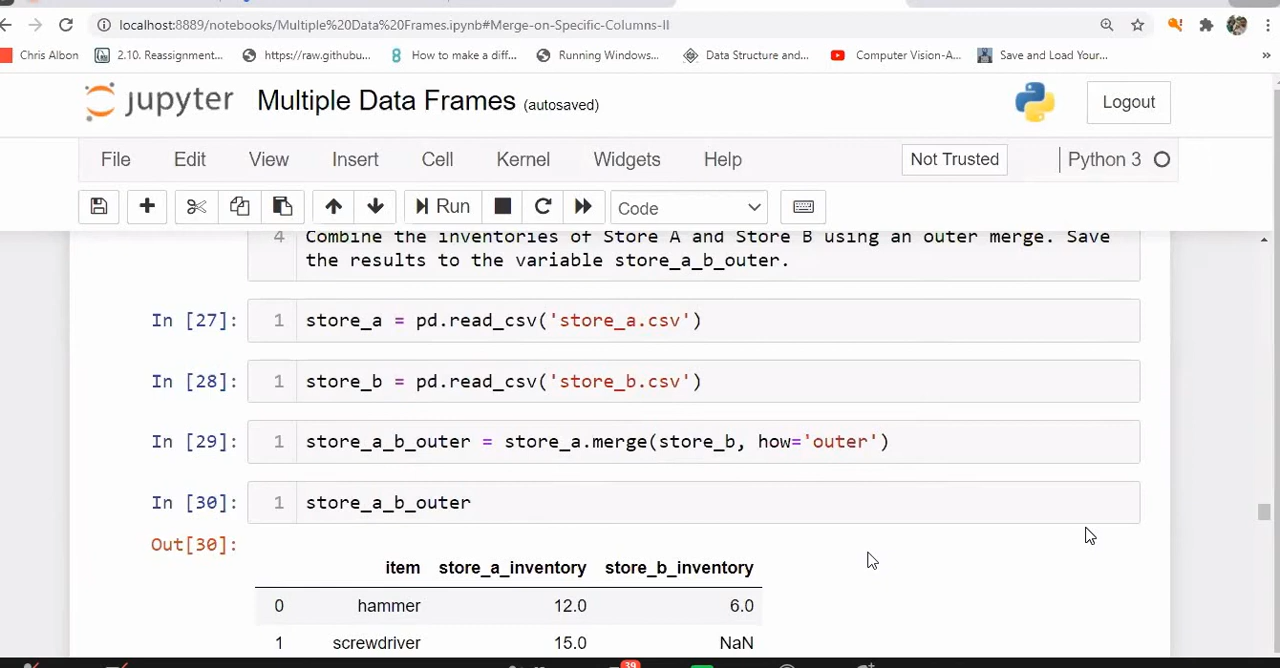 localhost:8889/notebooks/Multiple%20Data%20Frames.ipynb#Merge-on-Specific-Columns-II
Chris Albon 2.10. Reassignment... https://raw.githubu... How to make a diff... Running Windows... Data Structure and... Computer Vision-A... Save and Load Your... »
jupyter Multiple Data Frames (autosaved) Logout
File Edit View Insert Cell Kernel Widgets Help Not Trusted Python 3
Run Code
4 Combine the inventories of Store A and Store B using an outer merge. Save
the results to the variable store_a_b_outer.
In [27]: 1 store_a = pd.read_csv('store_a.csv')
In [28]: 1 store_b = pd.read_csv('store_b.csv')
In [29]: 1 store_a_b_outer = store_a.merge(store_b, how='outer')
In [30]: 1 store_a_b_outer
Out[30]:
item store_a_inventory store_b_inventory
0 hammer 12.0 6.0
1 screwdriver 15.0 NaN
39